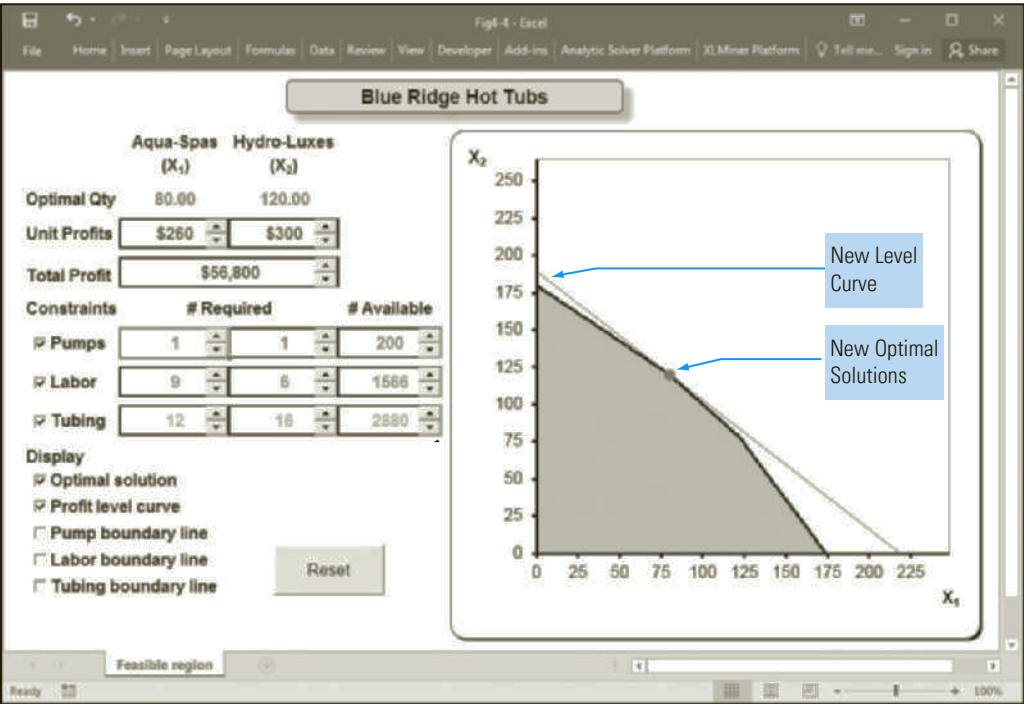 Fig4-4 - Excel
File Home Insert Page Layout Formulas Data Review View Developer Add-ins Analytic Solver Platform XLMiner Platform Tell me... Sign in Share
Blue Ridge Hot Tubs
Aqua-Spas Hydro-Luxes
(X₁) (X₂)
Optimal Qty 80.00 120.00
Unit Profits $260 $300
Total Profit $56,800
Constraints # Required # Available
Pumps 1 1 200
Labor 9 6 1566
Tubing 12 16 2880
Display
Optimal solution
Profit level curve
Pump boundary line
Labor boundary line
Tubing boundary line
Reset
X₂
250
225
200
175
150
125
100
75
50
25
0
0 25 50 75 100 125 150 175 200 225
X₁
New Level
Curve
New Optimal
Solutions
Feasible region
Ready 100%